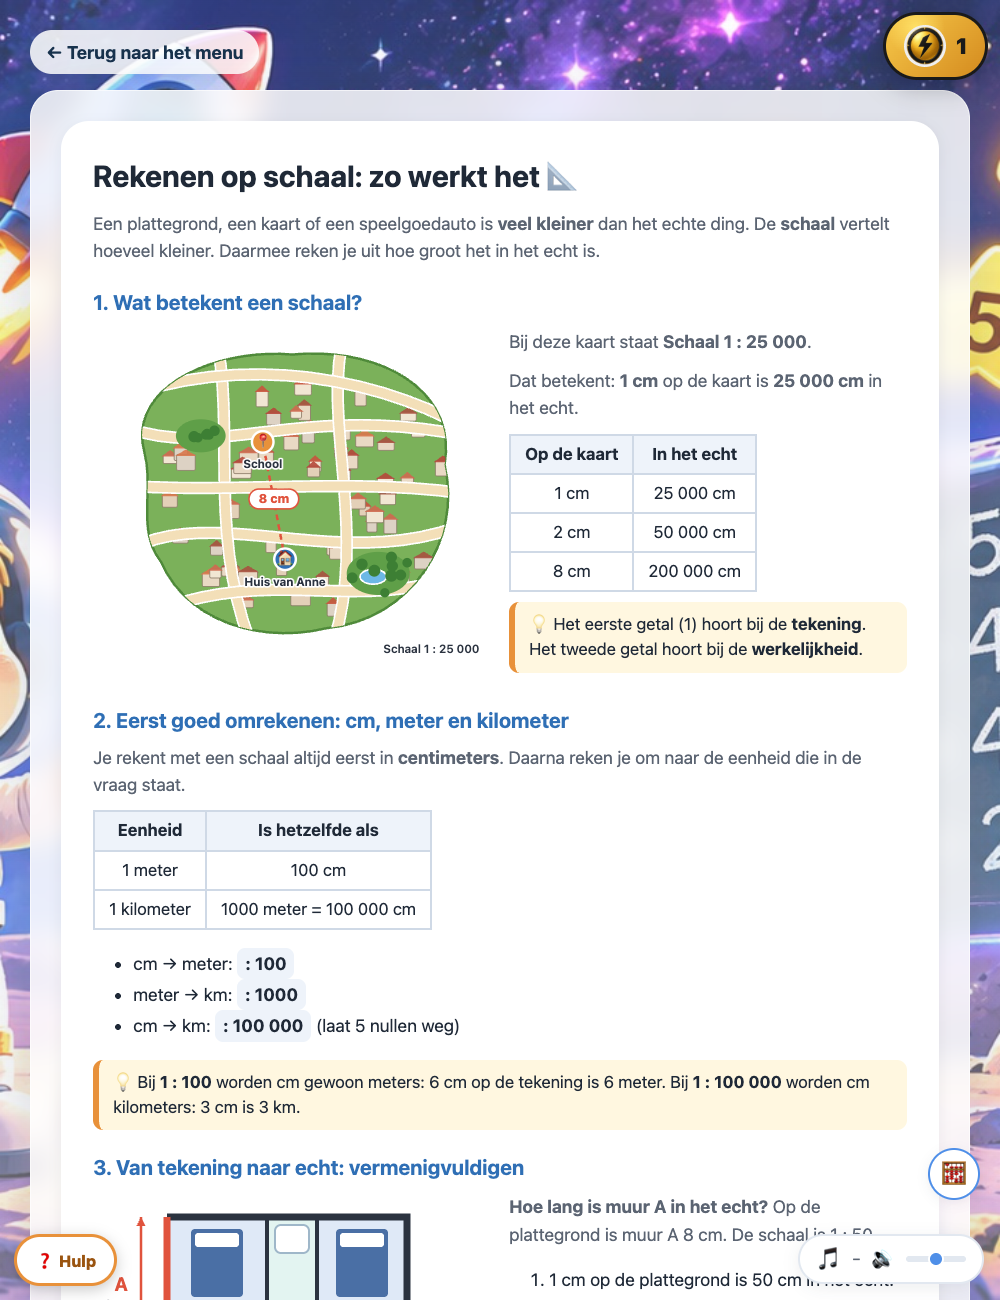 ← Terug naar het menu
1
Rekenen op schaal: zo werkt het
Een plattegrond, een kaart of een speelgoedauto is veel kleiner dan het echte ding. De schaal vertelt
hoeveel kleiner. Daarmee reken je uit hoe groot het in het echt is.
1. Wat betekent een schaal?
School
8 cm
Huis van Anne
Schaal 1 : 25 000
Bij deze kaart staat Schaal 1 : 25 000.
Dat betekent: 1 cm op de kaart is 25 000 cm in
het echt.
Op de kaart In het echt
1 cm 25 000 cm
2 cm 50 000 cm
8 cm 200 000 cm
Het eerste getal (1) hoort bij de tekening.
Het tweede getal hoort bij de werkelijkheid.
2. Eerst goed omrekenen: cm, meter en kilometer
Je rekent met een schaal altijd eerst in centimeters. Daarna reken je om naar de eenheid die in de
vraag staat.
Eenheid Is hetzelfde als
1 meter 100 cm
1 kilometer 1000 meter = 100 000 cm
• cm → meter: : 100
• meter → km: : 1000
• cm → km: : 100 000 (laat 5 nullen weg)
Bij 1 : 100 worden cm gewoon meters: 6 cm op de tekening is 6 meter. Bij 1 : 100 000 worden cm
kilometers: 3 cm is 3 km.
3. Van tekening naar echt: vermenigvuldigen
A
Hoe lang is muur A in het echt? Op de
plattegrond is muur A 8 cm. De schaal is 1 : 50.
1. 1 cm op de plattegrond is 50 cm in het echt.
? Hulp